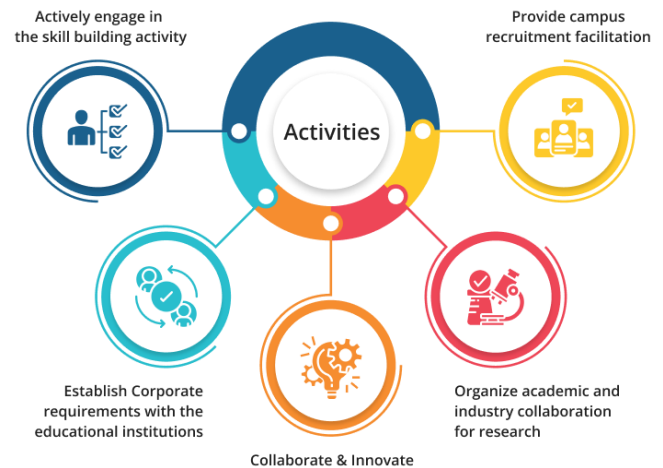 Actively engage in
the skill building activity
Provide campus
recruitment facilitation
Activities
Establish Corporate
requirements with the
educational institutions
Organize academic and
industry collaboration
for research
Collaborate & Innovate